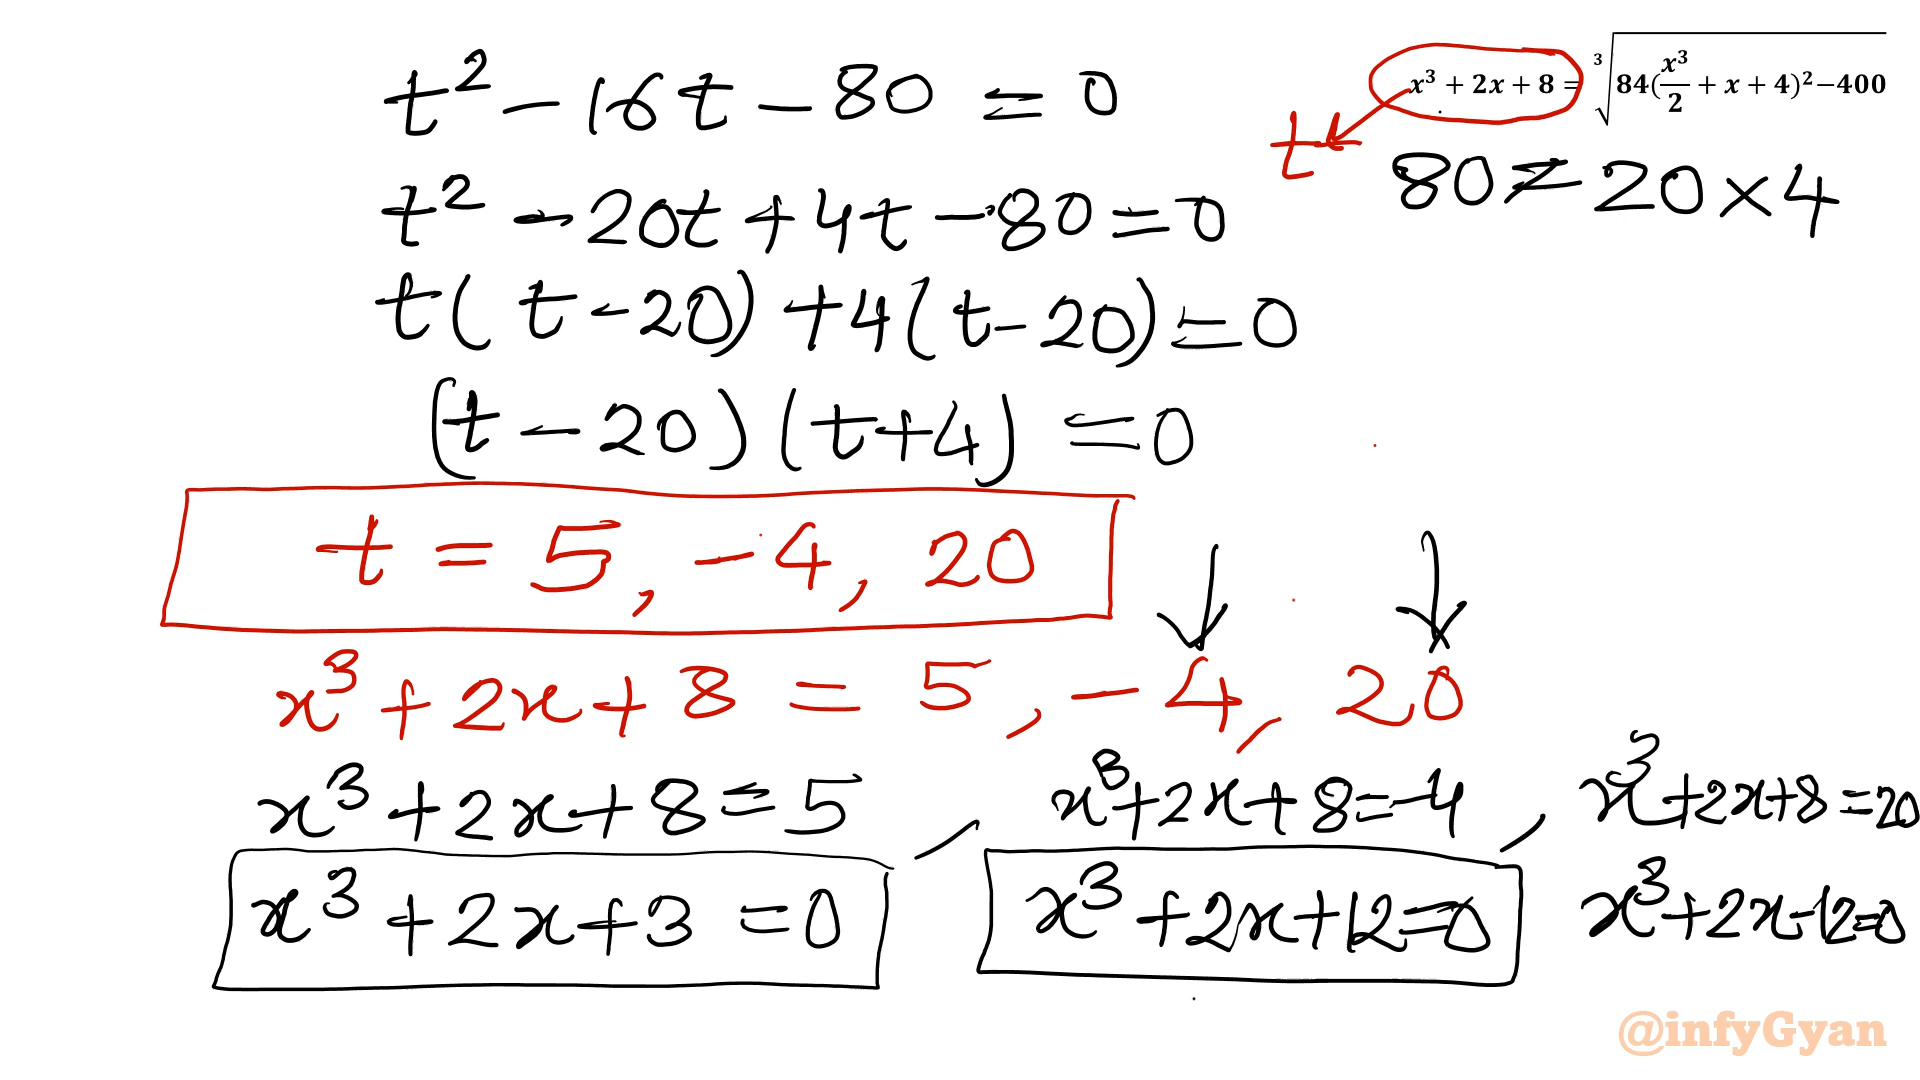 x³ + 2x + 8 = ∛(84(x³/2 + x + 4)²−400)
t² − 16t − 80 = 0
t
80 = 20 × 4
t² − 20t + 4t − 80 = 0
t(t − 20) + 4(t − 20) = 0
(t − 20)(t + 4) = 0
t = 5, −4, 20
x³ + 2x + 8 = 5, −4, 20
x³ + 2x + 8 = 5, x³ + 2x + 8 = −4, x³ + 2x + 8 = 20
x³ + 2x + 3 = 0 x³ + 2x + 12 = 0 x³ + 2x − 12 = 0
@infyGyan